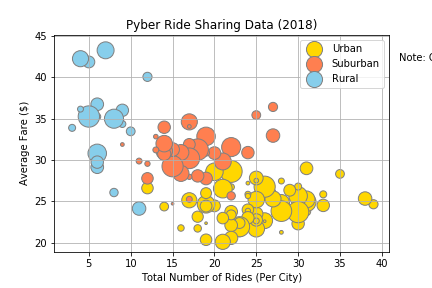 Pyber Ride Sharing Data (2018)
45
40
35
30
25
20
Average Fare ($)
5 10 15 20 25 30 35 40
Total Number of Rides (Per City)
Urban
Suburban
Rural
Note: